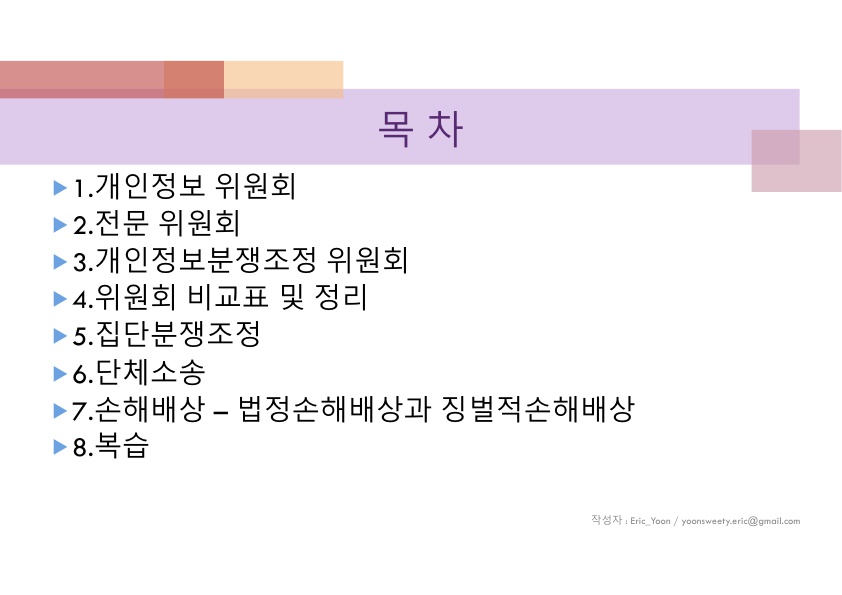 목 차
▶1.개인정보 위원회
▶2.전문 위원회
▶3.개인정보분쟁조정 위원회
▶4.위원회 비교표 및 정리
▶5.집단분쟁조정
▶6.단체소송
▶7.손해배상 – 법정손해배상과 징벌적손해배상
▶8.복습
작성자 : Eric_Yoon / yoonsweety.eric@gmail.com